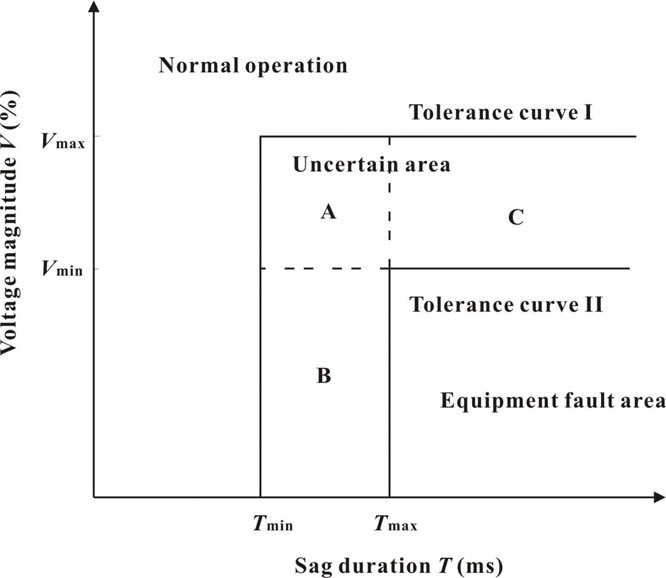 Normal operation
Tolerance curve I
Vmax
Uncertain area
A
C
Vmin
Tolerance curve II
B
Equipment fault area
Tmin
Tmax
Sag duration T (ms)
Voltage magnitude V (%)